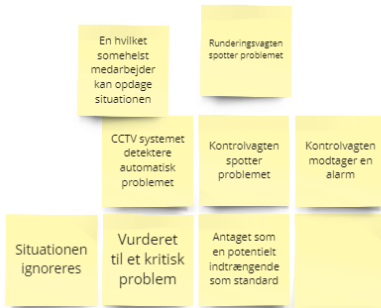 En hvilket
somehelst
medarbejder
kan opdage
situationen
Runderingsvagten
spotter problemet
CCTV systemet
detektere
automatisk
problemet
Kontrolvagten
spotter
problemet
Kontrolvagten
modtager en
alarm
Situationen
ignoreres
Vurderet
til et kritisk
problem
Antaget som
en potentielt
indtrængende
som standard